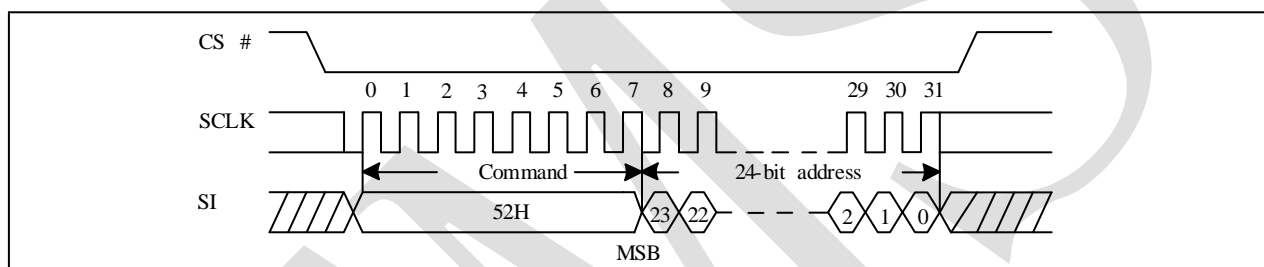 CS #
0 1 2 3 4 5 6 7 8 9 29 30 31
SCLK
Command 24-bit address
SI 52H 23 22 2 1 0
MSB